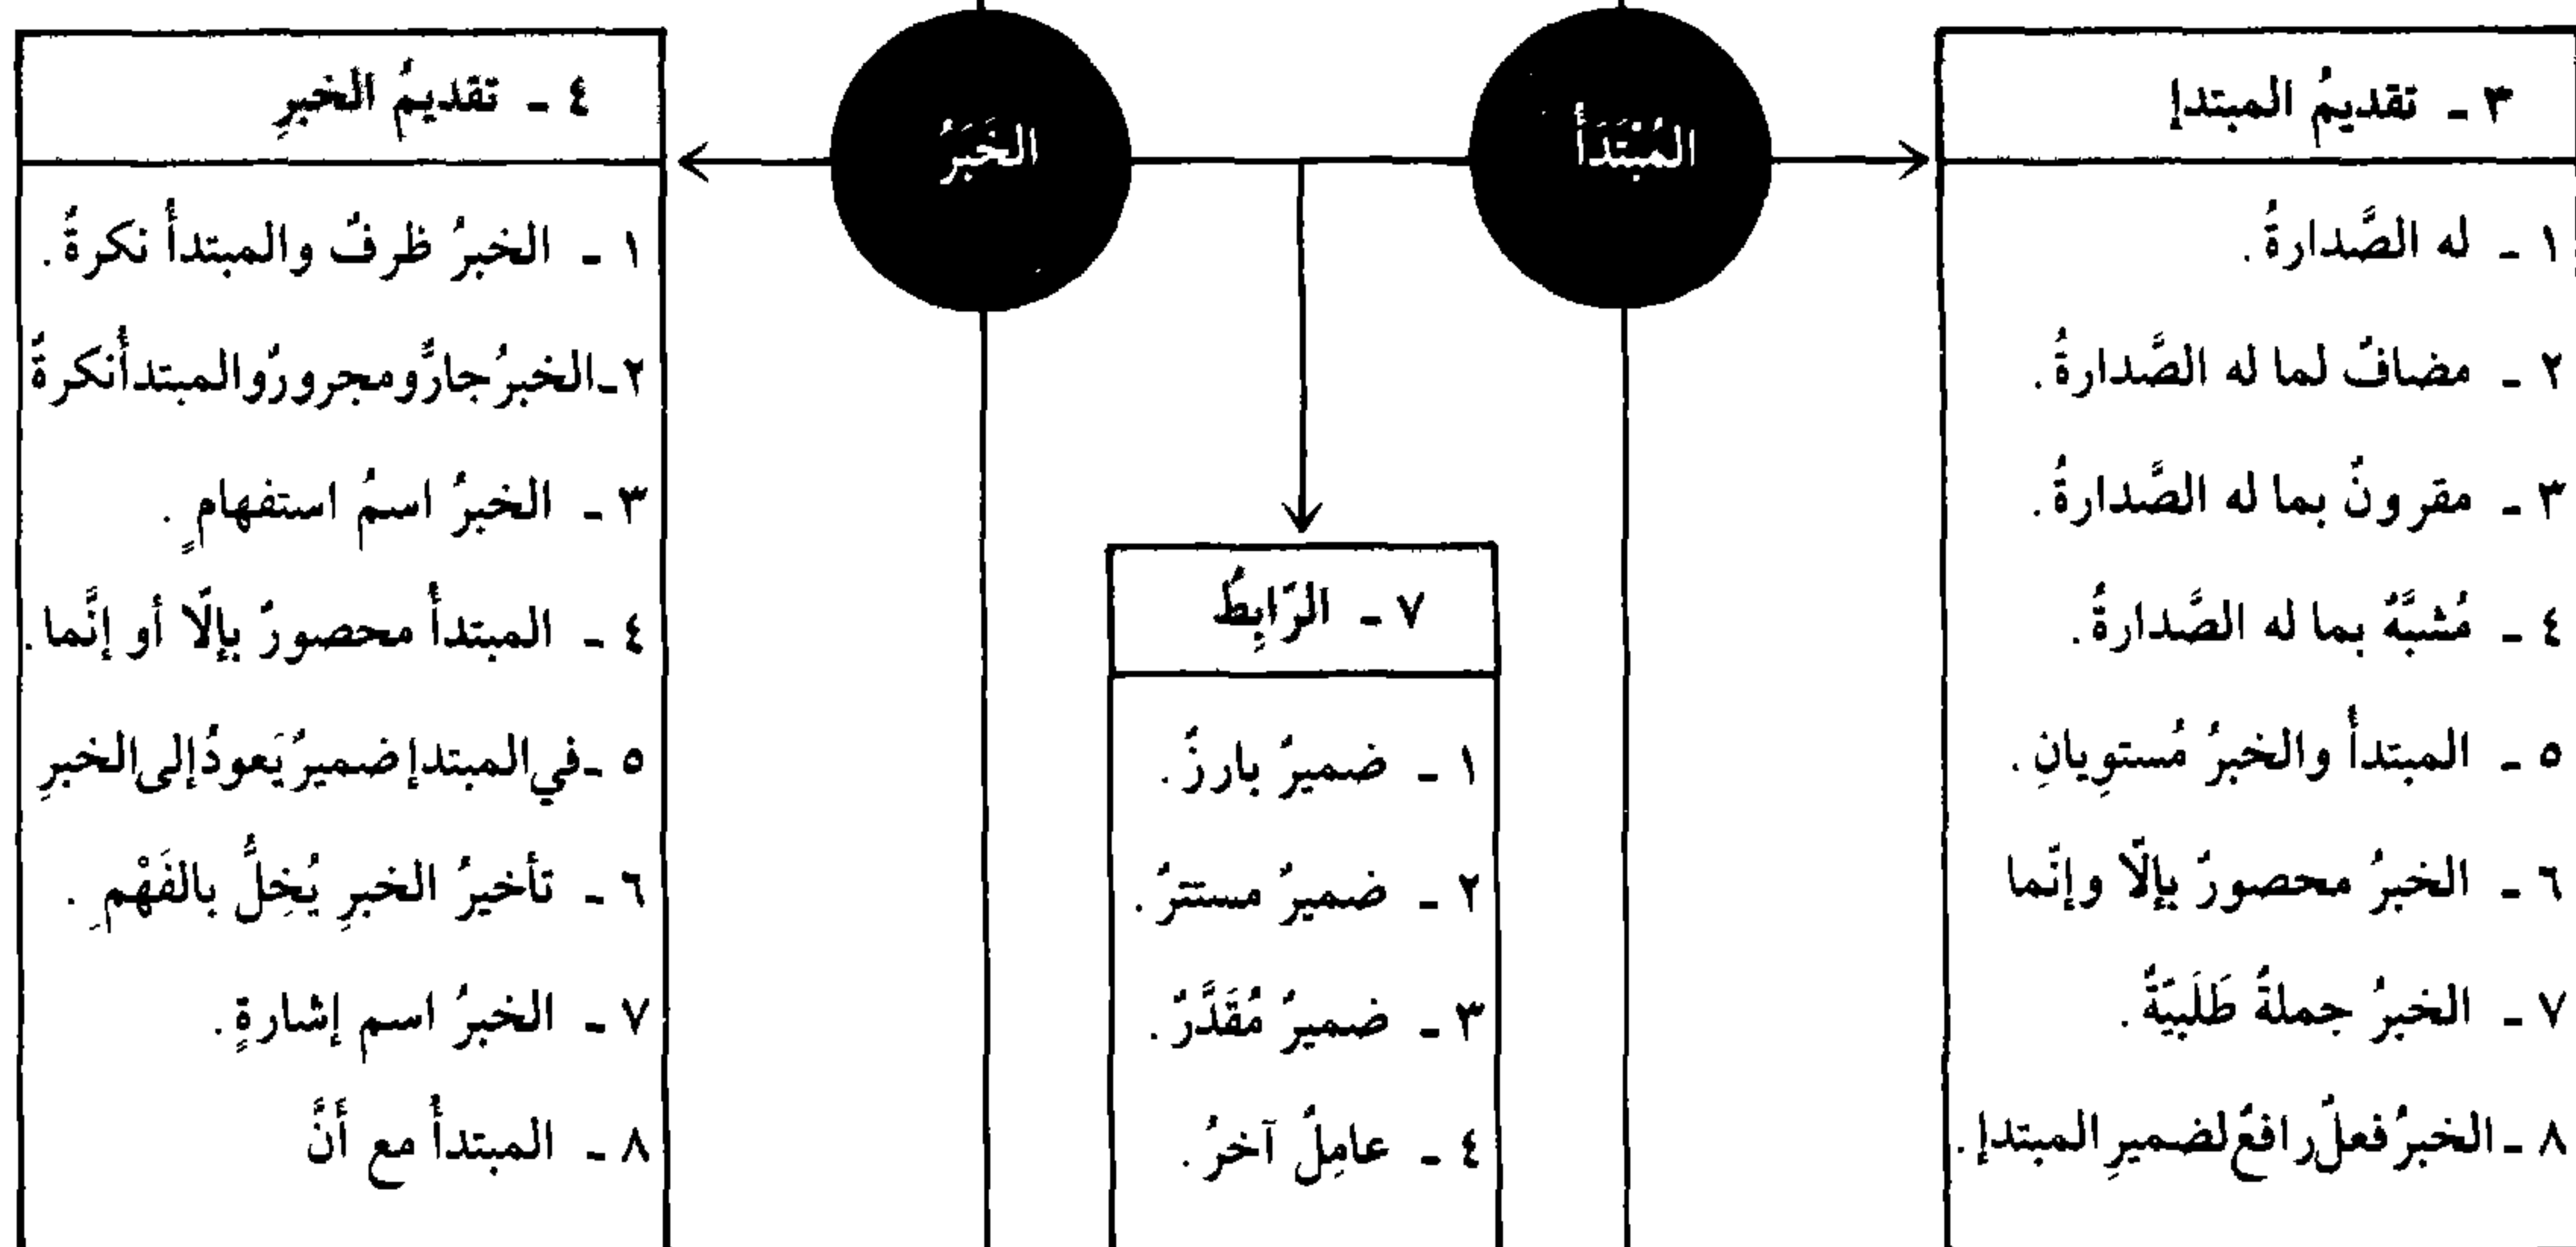 المُبْتَدَأُ
الخَبَرُ
٣ ـ تقديمُ المبتدإ
١ ـ له الصَّدارةُ.
٢ ـ مضافٌ لما له الصَّدارةُ.
٣ ـ مقرونٌ بما له الصَّدارةُ.
٤ ـ مُشبَّهٌ بما له الصَّدارةُ.
٥ ـ المبتدأُ والخبرُ مُستوِيانِ.
٦ ـ الخبرُ محصورٌ بإلّا وإنّما
٧ ـ الخبرُ جملةٌ طَلَبيّةٌ.
٨ ـ الخبرُ فعلٌ رافعٌ لضميرِ المبتدإ.
٧ ـ الرّابِطُ
١ ـ ضميرٌ بارزٌ.
٢ ـ ضميرٌ مستترٌ.
٣ ـ ضميرٌ مُقَدَّرٌ.
٤ ـ عامِلٌ آخرُ.
٤ ـ تقديمُ الخبرِ
١ ـ الخبرُ ظرفٌ والمبتدأُ نكرةٌ.
٢ ـ الخبرُ جارٌّ ومجرورٌ والمبتدأُ نكرةٌ
٣ ـ الخبرُ اسمُ استفهامٍ.
٤ ـ المبتدأُ محصورٌ بإلّا أو إنَّما.
٥ ـ في المبتدإ ضميرٌ يَعودُ إلى الخبرِ
٦ ـ تأخيرُ الخبرِ يُخِلُّ بالفَهْمِ.
٧ ـ الخبرُ اسم إشارةٍ.
٨ ـ المبتدأُ مع أَنَّ